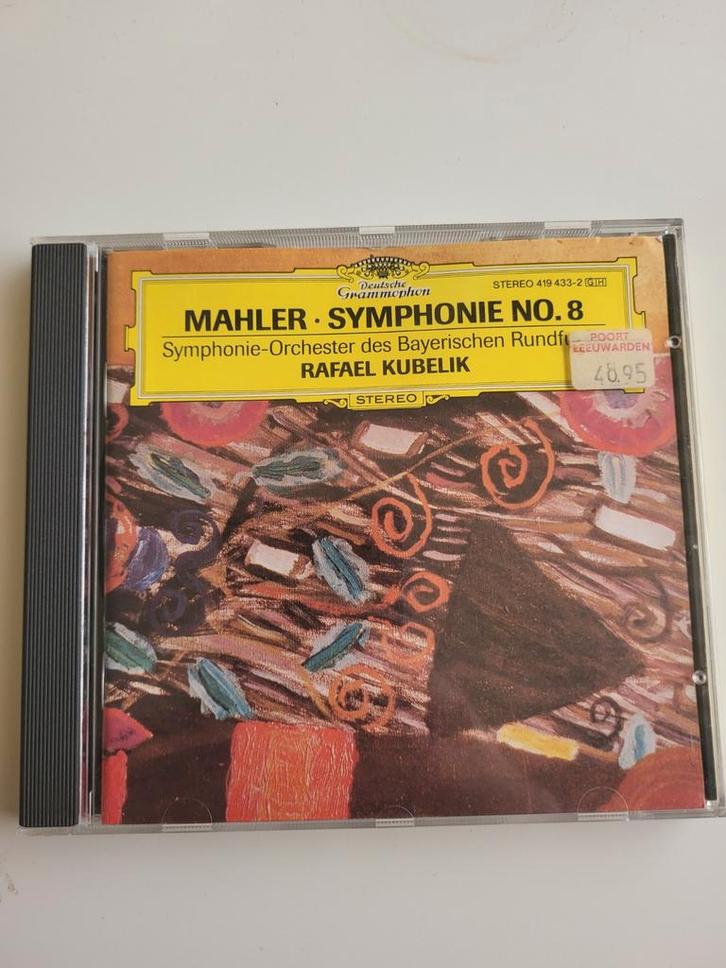 Deutsche
Grammophon
STEREO 419 433-2 GH
MAHLER · SYMPHONIE NO. 8
Symphonie-Orchester des Bayerischen Rundfu
RAFAEL KUBELIK
STEREO
POORT
LEEUWARDEN
48.95